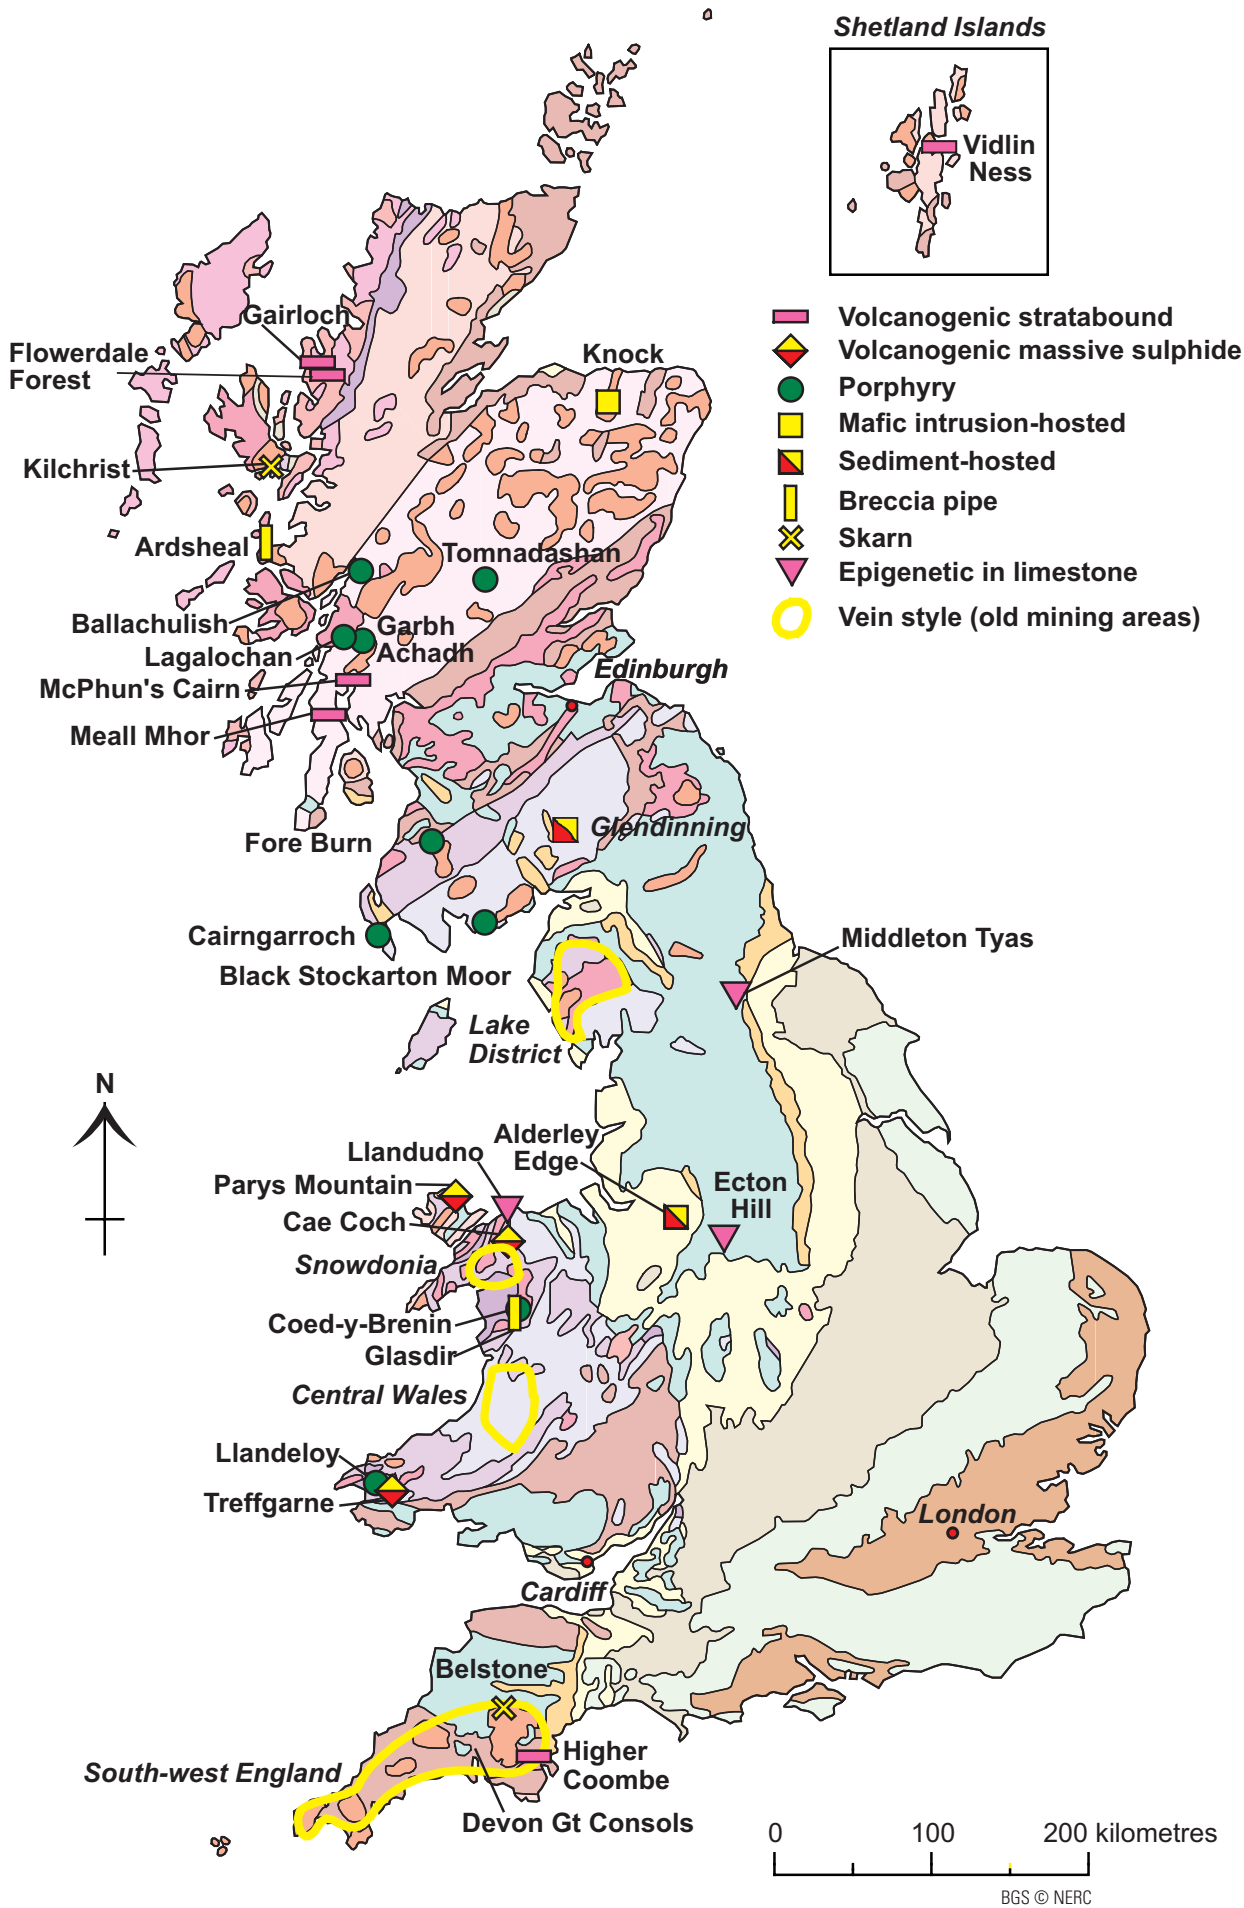 Shetland Islands
Vidlin
Ness
Volcanogenic stratabound
Volcanogenic massive sulphide
Porphyry
Mafic intrusion-hosted
Sediment-hosted
Breccia pipe
Skarn
Epigenetic in limestone
Vein style (old mining areas)
Gairloch
Flowerdale
Forest
Knock
Kilchrist
Ardsheal
Tomnadashan
Ballachulish
Garbh
Achadh
Lagalochan
McPhun's Cairn
Edinburgh
Meall Mhor
Fore Burn
Glendinning
Cairngarroch
Middleton Tyas
Black Stockarton Moor
Lake
District
N
Alderley
Edge
Llandudno
Parys Mountain
Ecton
Hill
Cae Coch
Snowdonia
Coed-y-Brenin
Glasdir
Central Wales
Llandeloy
Treffgarne
London
Cardiff
Belstone
South-west England
Higher
Coombe
Devon Gt Consols
0 100 200 kilometres
BGS © NERC